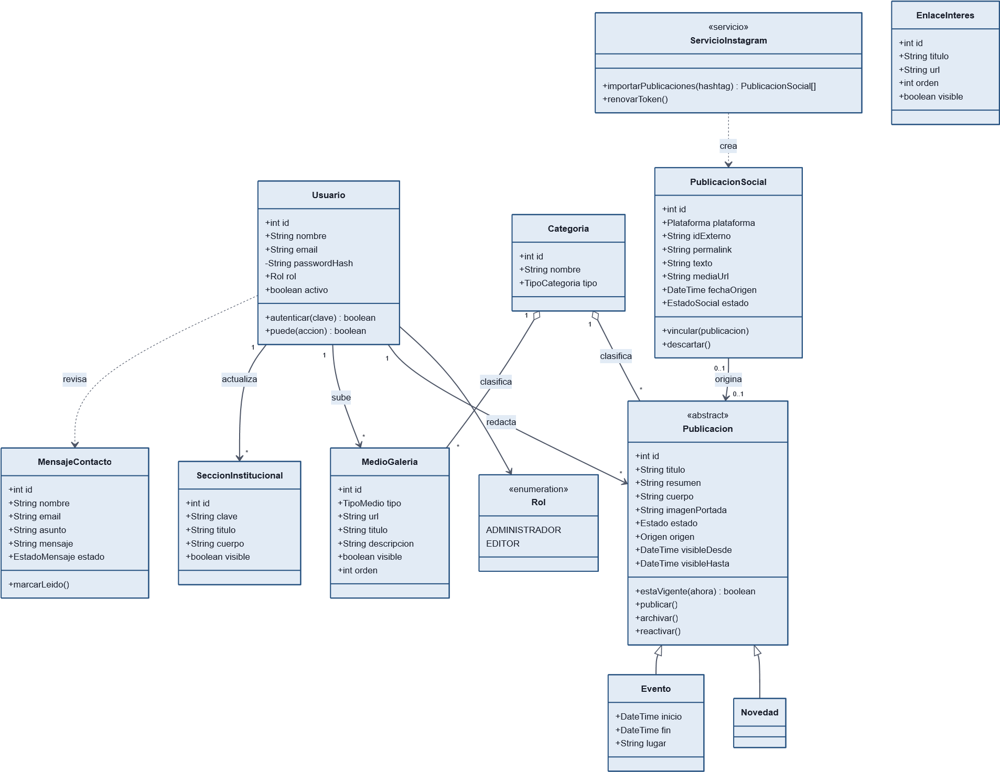 EnlaceInteres
+int id
+String titulo
+String url
+int orden
+boolean visible
«servicio»
ServicioInstagram
+importarPublicaciones(hashtag) : PublicacionSocial[]
+renovarToken()
crea
PublicacionSocial
+int id
+Plataforma plataforma
+String idExterno
+String permalink
+String texto
+String mediaUrl
+DateTime fechaOrigen
+EstadoSocial estado
+vincular(publicacion)
+descartar()
Usuario
+int id
+String nombre
+String email
-String passwordHash
+Rol rol
+boolean activo
+autenticar(clave) : boolean
+puede(accion) : boolean
Categoria
+int id
+String nombre
+TipoCategoria tipo
1
1
1
1
1
0..1
revisa
actualiza
sube
clasifica
clasifica
origina
redacta
*
*
*
*
*
0..1
MensajeContacto
+int id
+String nombre
+String email
+String asunto
+String mensaje
+EstadoMensaje estado
+marcarLeido()
SeccionInstitucional
+int id
+String clave
+String titulo
+String cuerpo
+boolean visible
MedioGaleria
+int id
+TipoMedio tipo
+String url
+String titulo
+String descripcion
+boolean visible
+int orden
«enumeration»
Rol
ADMINISTRADOR
EDITOR
«abstract»
Publicacion
+int id
+String titulo
+String resumen
+String cuerpo
+String imagenPortada
+Estado estado
+Origen origen
+DateTime visibleDesde
+DateTime visibleHasta
+estaVigente(ahora) : boolean
+publicar()
+archivar()
+reactivar()
Evento
+DateTime inicio
+DateTime fin
+String lugar
Novedad